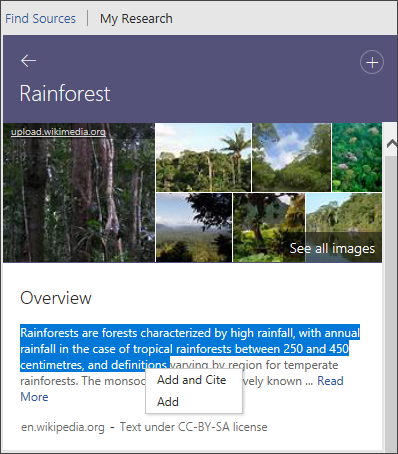 Find Sources | My Research
Rainforest
upload.wikimedia.org
See all images
Overview
Rainforests are forests characterized by high rainfall, with annual
rainfall in the case of tropical rainforests between 250 and 450
centimetres, and definitions varying by region for temperate
rainforests. The monsoo vely known ... Read
More
Add and Cite
Add
en.wikipedia.org - Text under CC-BY-SA license